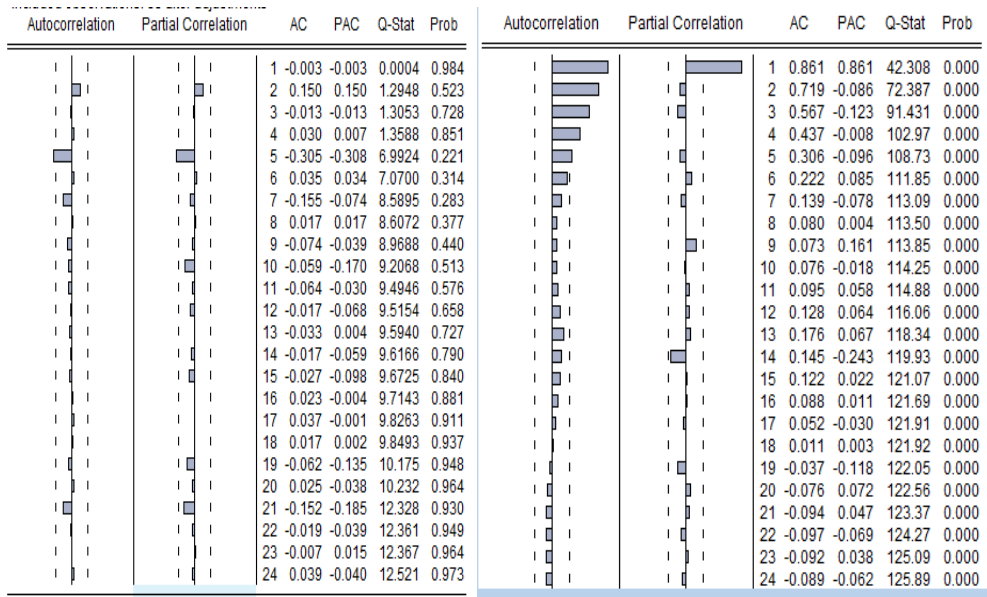 Autocorrelation Partial Correlation AC PAC Q-Stat Prob
1 -0.003 -0.003 0.0004 0.984
2 0.150 0.150 1.2948 0.523
3 -0.013 -0.013 1.3053 0.728
4 0.030 0.007 1.3588 0.851
5 -0.305 -0.308 6.9924 0.221
6 0.035 0.034 7.0700 0.314
7 -0.155 -0.074 8.5895 0.283
8 0.017 0.017 8.6072 0.377
9 -0.074 -0.039 8.9688 0.440
10 -0.059 -0.170 9.2068 0.513
11 -0.064 -0.030 9.4946 0.576
12 -0.017 -0.068 9.5154 0.658
13 -0.033 0.004 9.5940 0.727
14 -0.017 -0.059 9.6166 0.790
15 -0.027 -0.098 9.6725 0.840
16 0.023 -0.004 9.7143 0.881
17 0.037 -0.001 9.8263 0.911
18 0.017 0.002 9.8493 0.937
19 -0.062 -0.135 10.175 0.948
20 0.025 -0.038 10.232 0.964
21 -0.152 -0.185 12.328 0.930
22 -0.019 -0.039 12.361 0.949
23 -0.007 0.015 12.367 0.964
24 0.039 -0.040 12.521 0.973
Autocorrelation Partial Correlation AC PAC Q-Stat Prob
1 0.861 0.861 42.308 0.000
2 0.719 -0.086 72.387 0.000
3 0.567 -0.123 91.431 0.000
4 0.437 -0.008 102.97 0.000
5 0.306 -0.096 108.73 0.000
6 0.222 0.085 111.85 0.000
7 0.139 -0.078 113.09 0.000
8 0.080 0.004 113.50 0.000
9 0.073 0.161 113.85 0.000
10 0.076 -0.018 114.25 0.000
11 0.095 0.058 114.88 0.000
12 0.128 0.064 116.06 0.000
13 0.176 0.067 118.34 0.000
14 0.145 -0.243 119.93 0.000
15 0.122 0.022 121.07 0.000
16 0.088 0.011 121.69 0.000
17 0.052 -0.030 121.91 0.000
18 0.011 0.003 121.92 0.000
19 -0.037 -0.118 122.05 0.000
20 -0.076 0.072 122.56 0.000
21 -0.094 0.047 123.37 0.000
22 -0.097 -0.069 124.27 0.000
23 -0.092 0.038 125.09 0.000
24 -0.089 -0.062 125.89 0.000